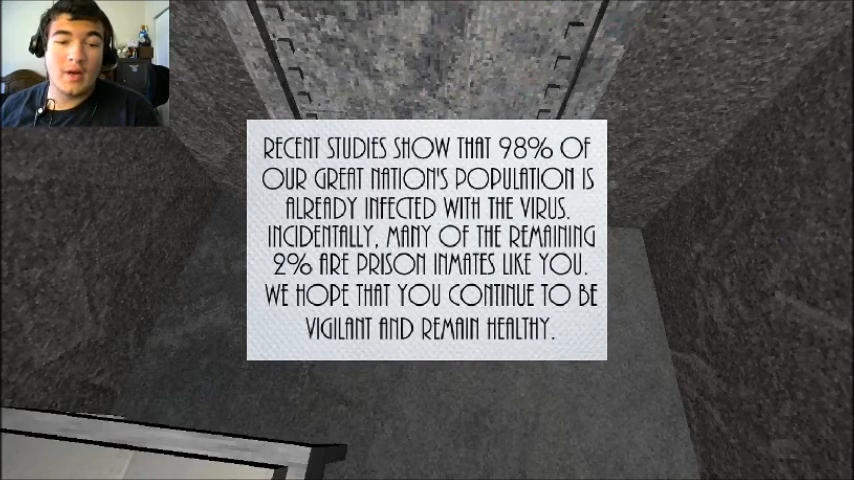 RECENT STUDIES SHOW THAT 98% OF
OUR GREAT NATION'S POPULATION IS
ALREADY INFECTED WITH THE VIRUS.
INCIDENTALLY, MANY OF THE REMAINING
2% ARE PRISON INMATES LIKE YOU.
WE HOPE THAT YOU CONTINUE TO BE
VIGILANT AND REMAIN HEALTHY.